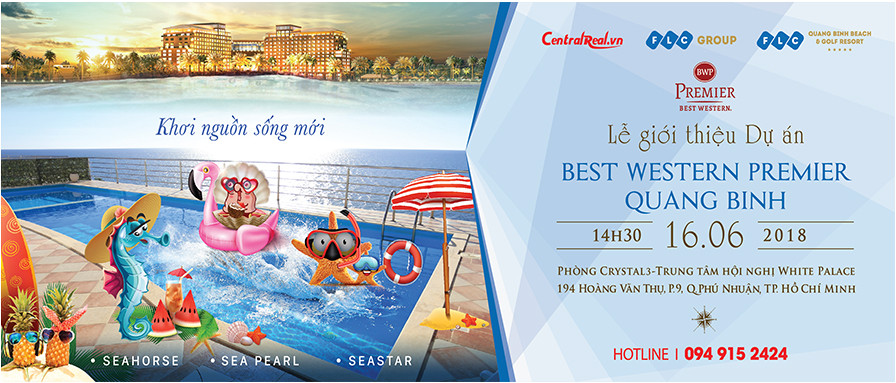 Khơi nguồn sống mới
• SEAHORSE • SEA PEARL • SEASTAR
CentralReal.vn FLC GROUP FLC QUANG BINH BEACH
& GOLF RESORT
BWP
PREMIER
BEST WESTERN.
Lễ giới thiệu Dự án
BEST WESTERN PREMIER
QUANG BINH
14H30 16.06 2018
PHÒNG CRYSTAL3-TRUNG TÂM HỘI NGHỊ WHITE PALACE
194 HOÀNG VĂN THỤ, P.9, Q.PHÚ NHUẬN, TP. HỒ CHÍ MINH
HOTLINE | 094 915 2424